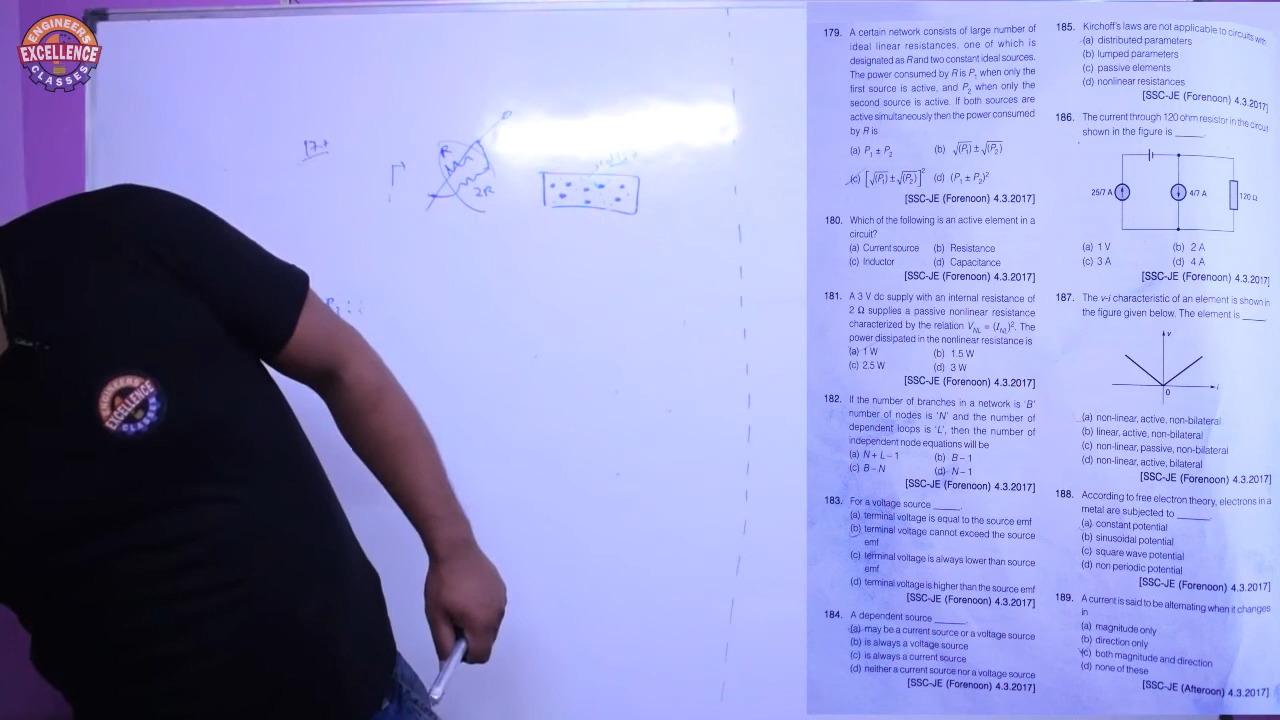 ENGINEERS
EXCELLENCE
CLASSES
R
2R
ENGINEERS
EXCELLENCE
CLASSES
179. A certain network consists of large number of
ideal linear resistances, one of which is
designated as R and two constant ideal sources.
The power consumed by R is P₁ when only the
first source is active, and P₂ when only the
second source is active. If both sources are
active simultaneously then the power consumed
by R is
(a) P₁ ± P₂ (b) √(P₁) ± √(P₂)
(c) [√(P₁) ± √(P₂)]² (d) (P₁ ± P₂)²
[SSC-JE (Forenoon) 4.3.2017]
180. Which of the following is an active element in a
circuit?
(a) Current source (b) Resistance
(c) Inductor (d) Capacitance
[SSC-JE (Forenoon) 4.3.2017]
181. A 3 V dc supply with an internal resistance of
2 Ω supplies a passive nonlinear resistance
characterized by the relation V_NL = (I_NL)². The
power dissipated in the nonlinear resistance is
(a) 1 W (b) 1.5 W
(c) 2.5 W (d) 3 W
[SSC-JE (Forenoon) 4.3.2017]
182. If the number of branches in a network is 'B'
number of nodes is 'N' and the number of
dependent loops is 'L', then the number of
independent node equations will be
(a) N + L – 1 (b) B – 1
(c) B – N (d) N – 1
[SSC-JE (Forenoon) 4.3.2017]
183. For a voltage source _____.
(a) terminal voltage is equal to the source emf
(b) terminal voltage cannot exceed the source
emf
(c) terminal voltage is always lower than source
emf
(d) terminal voltage is higher than the source emf
[SSC-JE (Forenoon) 4.3.2017]
184. A dependent source _____.
(a) may be a current source or a voltage source
(b) is always a voltage source
(c) is always a current source
(d) neither a current source nor a voltage source
[SSC-JE (Forenoon) 4.3.2017]
185. Kirchoff's laws are not applicable to circuits with
(a) distributed parameters
(b) lumped parameters
(c) passive elements
(d) nonlinear resistances
[SSC-JE (Forenoon) 4.3.2017]
186. The current through 120 ohm resistor in the circuit
shown in the figure is _____.
25/7 A 4/7 A 120 Ω
(a) 1 V (b) 2 A
(c) 3 A (d) 4 A
[SSC-JE (Forenoon) 4.3.2017]
187. The v-i characteristic of an element is shown in
the figure given below. The element is _____
v
i
0
(a) non-linear, active, non-bilateral
(b) linear, active, non-bilateral
(c) non-linear, passive, non-bilateral
(d) non-linear, active, bilateral
[SSC-JE (Forenoon) 4.3.2017]
188. According to free electron theory, electrons in a
metal are subjected to _____.
(a) constant potential
(b) sinusoidal potential
(c) square wave potential
(d) non periodic potential
[SSC-JE (Forenoon) 4.3.2017]
189. A current is said to be alternating when it changes
in
(a) magnitude only
(b) direction only
(c) both magnitude and direction
(d) none of these
[SSC-JE (Afteroon) 4.3.2017]